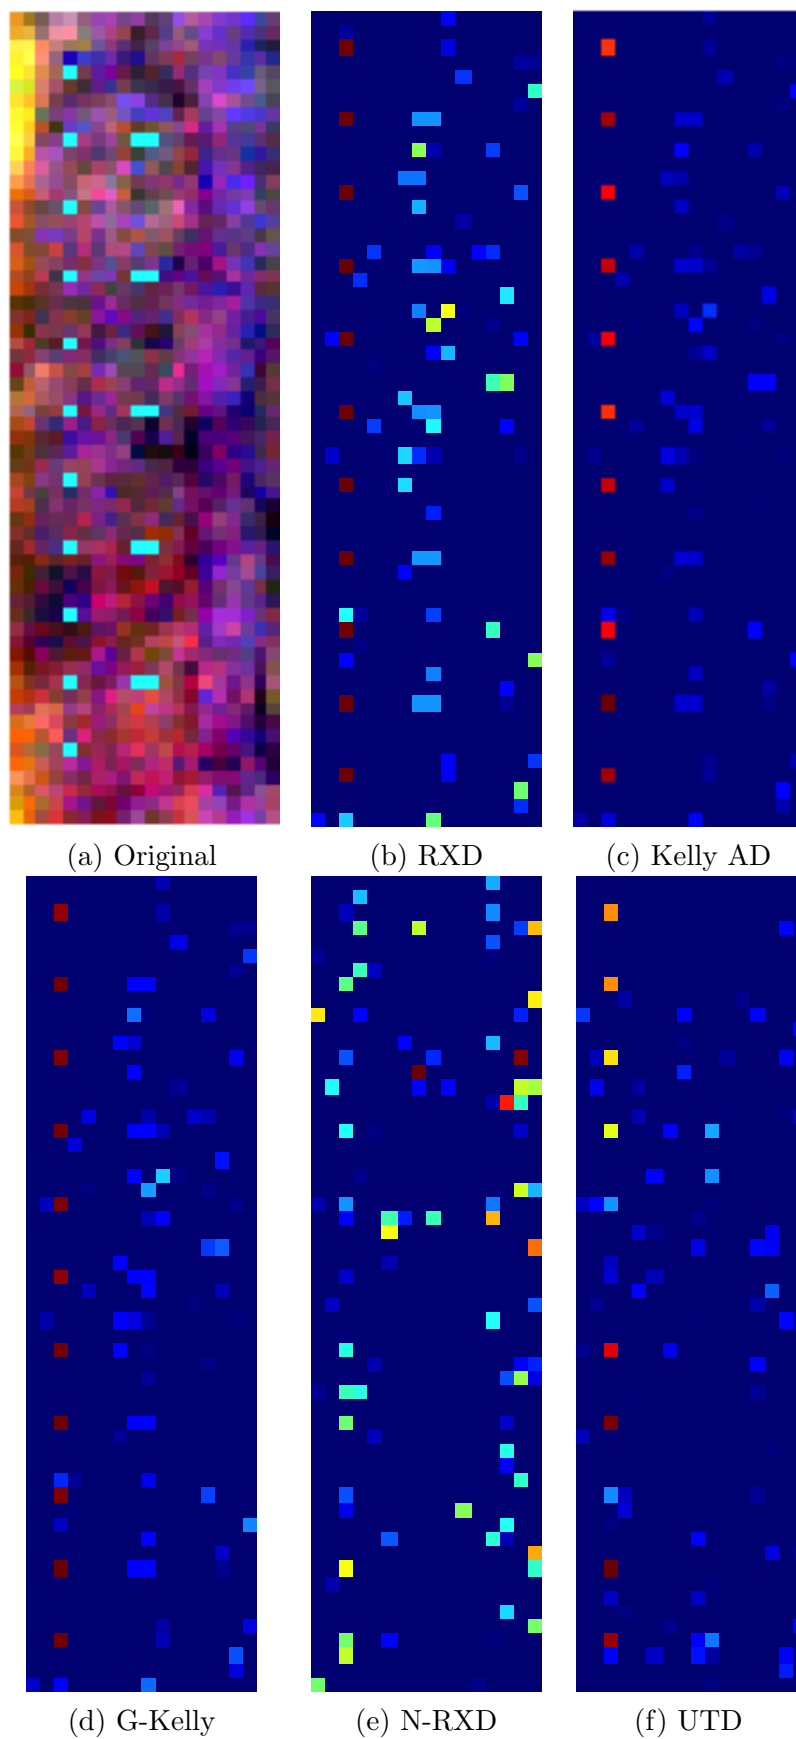 (a) Original
(b) RXD
(c) Kelly AD
(d) G-Kelly
(e) N-RXD
(f) UTD